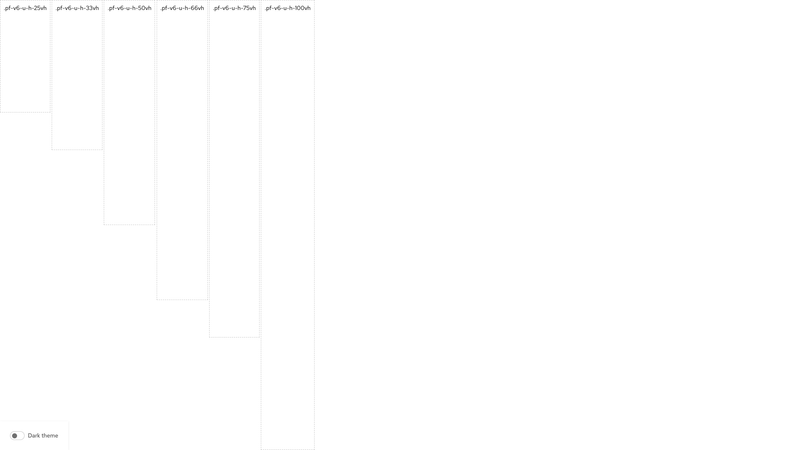 .pf-v6-u-h-25vh
.pf-v6-u-h-33vh
.pf-v6-u-h-50vh
.pf-v6-u-h-66vh
.pf-v6-u-h-75vh
.pf-v6-u-h-100vh
Dark theme